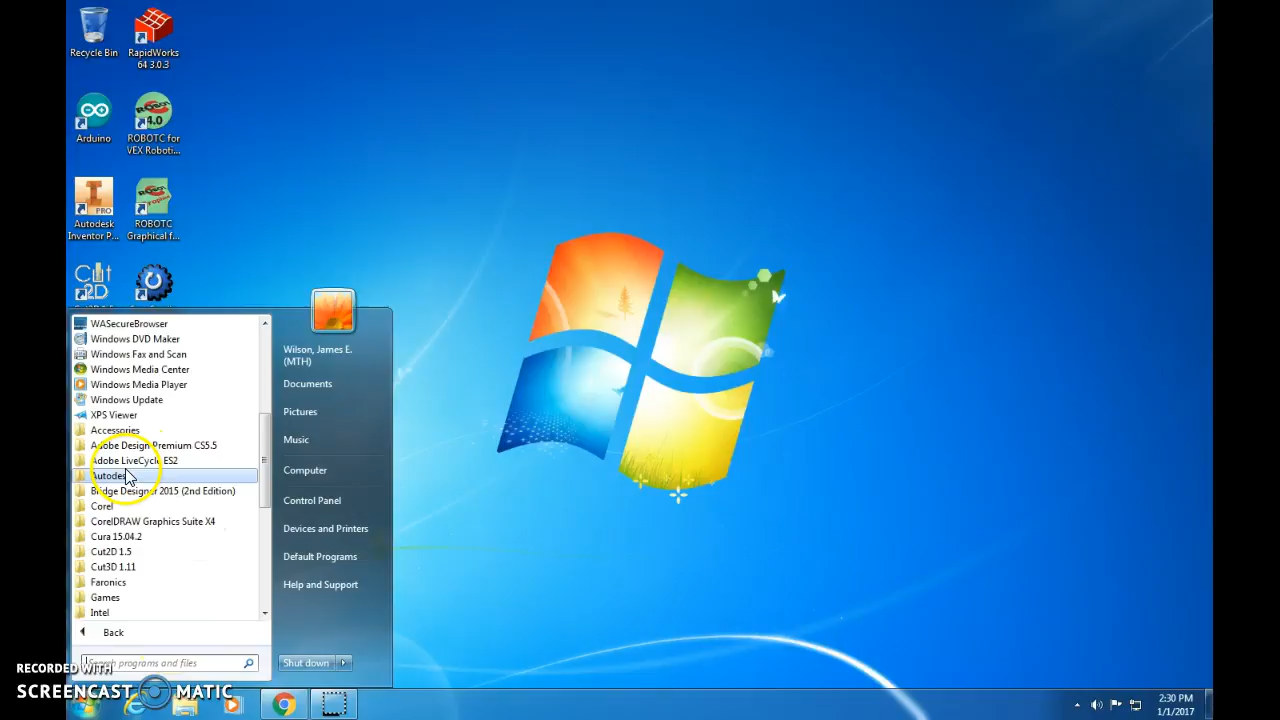 Recycle Bin
RapidWorks
64 3.0.3
Arduino
ROBOTC for
VEX Roboti...
Autodesk
Inventor P...
ROBOTC
Graphical f...
PRO
4.0
WASecureBrowser
Windows DVD Maker
Windows Fax and Scan
Windows Media Center
Windows Media Player
Windows Update
XPS Viewer
Accessories
Adobe Design Premium CS5.5
Adobe LiveCycle ES2
Autodesk
Bridge Designer 2015 (2nd Edition)
Corel
CorelDRAW Graphics Suite X4
Cura 15.04.2
Cut2D 1.5
Cut3D 1.11
Faronics
Games
Intel
Back
Search programs and files
Wilson, James E.
(MTH)
Documents
Pictures
Music
Computer
Control Panel
Devices and Printers
Default Programs
Help and Support
Shut down
RECORDED WITH
SCREENCAST MATIC
2:30 PM
1/1/2017